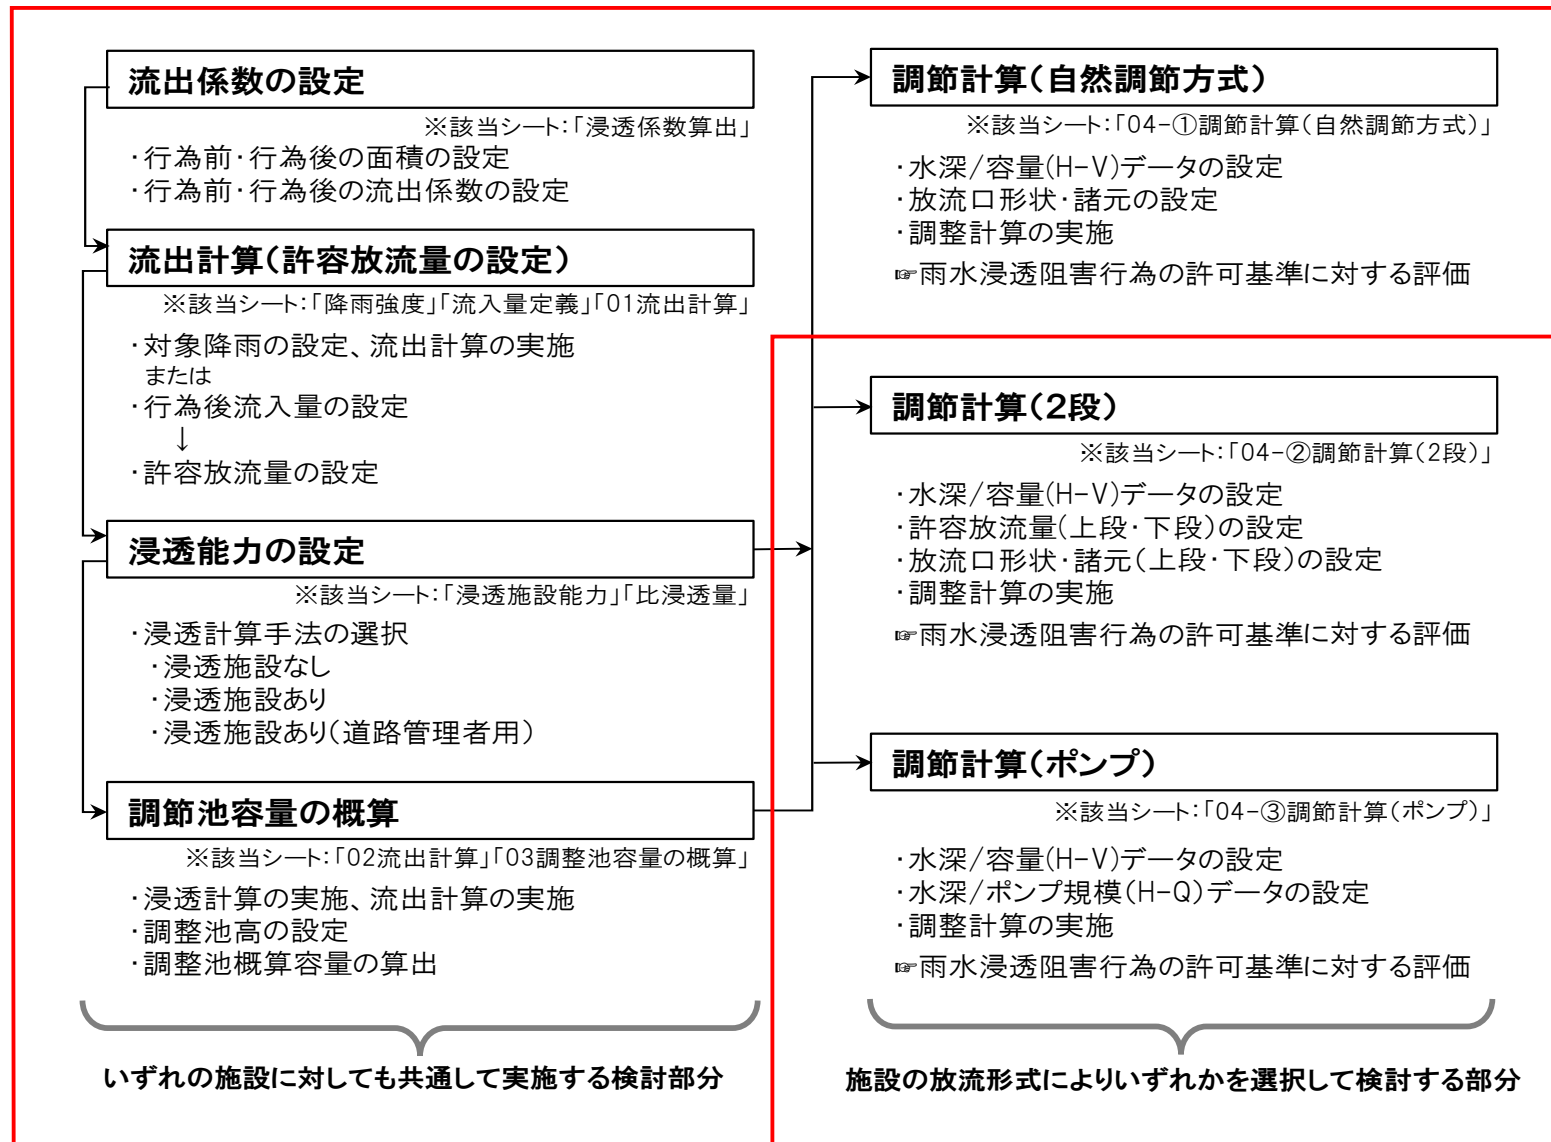 流出係数の設定
※該当シート:「浸透係数算出」
・行為前・行為後の面積の設定
・行為前・行為後の流出係数の設定
流出計算(許容放流量の設定)
※該当シート:「降雨強度」「流入量定義」「01流出計算」
・対象降雨の設定、流出計算の実施
または
・行為後流入量の設定
↓
・許容放流量の設定
浸透能力の設定
※該当シート:「浸透施設能力」「比浸透量」
・浸透計算手法の選択
・浸透施設なし
・浸透施設あり
・浸透施設あり(道路管理者用)
調節池容量の概算
※該当シート:「02流出計算」「03調整池容量の概算」
・浸透計算の実施、流出計算の実施
・調整池高の設定
・調整池概算容量の算出
いずれの施設に対しても共通して実施する検討部分
調節計算(自然調節方式)
※該当シート:「04-①調節計算(自然調節方式)」
・水深/容量(H-V)データの設定
・放流口形状・諸元の設定
・調整計算の実施
☞雨水浸透阻害行為の許可基準に対する評価
調節計算(2段)
※該当シート:「04-②調節計算(2段)」
・水深/容量(H-V)データの設定
・許容放流量(上段・下段)の設定
・放流口形状・諸元(上段・下段)の設定
・調整計算の実施
☞雨水浸透阻害行為の許可基準に対する評価
調節計算(ポンプ)
※該当シート:「04-③調節計算(ポンプ)」
・水深/容量(H-V)データの設定
・水深/ポンプ規模(H-Q)データの設定
・調整計算の実施
☞雨水浸透阻害行為の許可基準に対する評価
施設の放流形式によりいずれかを選択して検討する部分